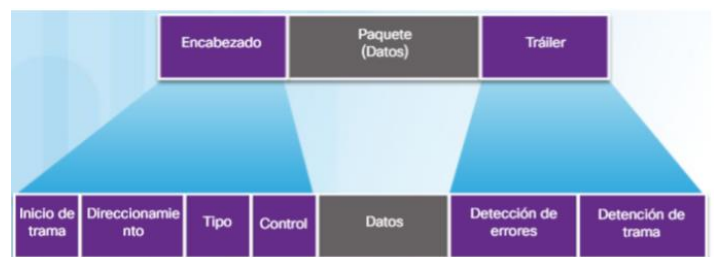 Encabezado
Paquete
(Datos)
Tráiler
Inicio de
trama
Direccionamie
nto
Tipo
Control
Datos
Detección de
errores
Detención de
trama